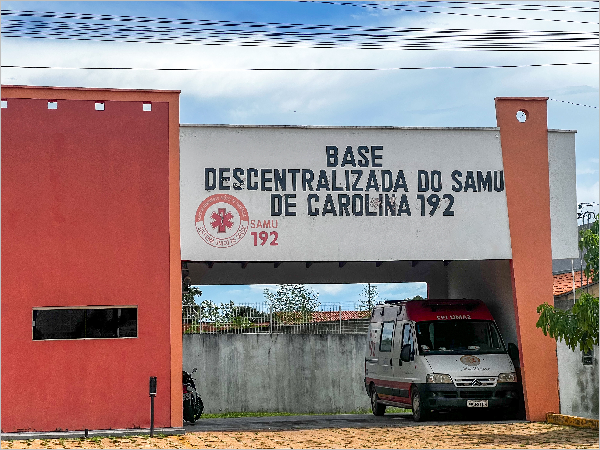 BASE
DESCENTRALIZADA DO SAMU
DE CAROLINA 192
SAMU
192